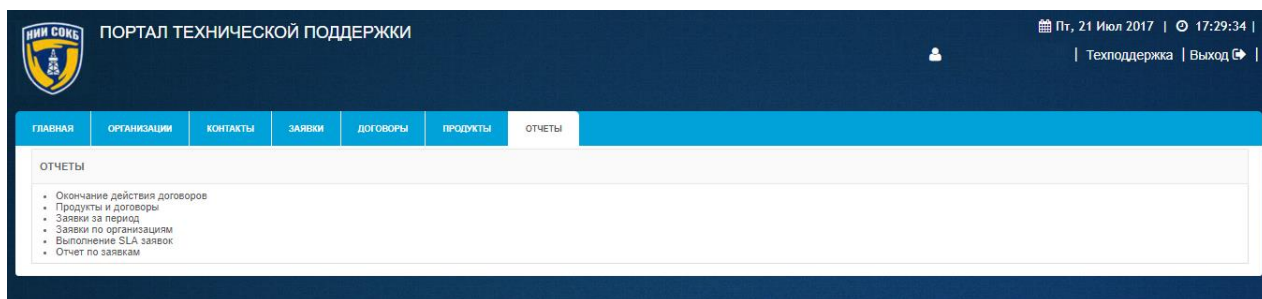 НИИ СОКБ
ПОРТАЛ ТЕХНИЧЕСКОЙ ПОДДЕРЖКИ
Пт, 21 Июл 2017 | 17:29:34 |
| Техподдержка | Выход |
ГЛАВНАЯ ОРГАНИЗАЦИИ КОНТАКТЫ ЗАЯВКИ ДОГОВОРЫ ПРОДУКТЫ ОТЧЕТЫ
ОТЧЕТЫ
• Окончание действия договоров
• Продукты и договоры
• Заявки за период
• Заявки по организациям
• Выполнение SLA заявок
• Отчет по заявкам